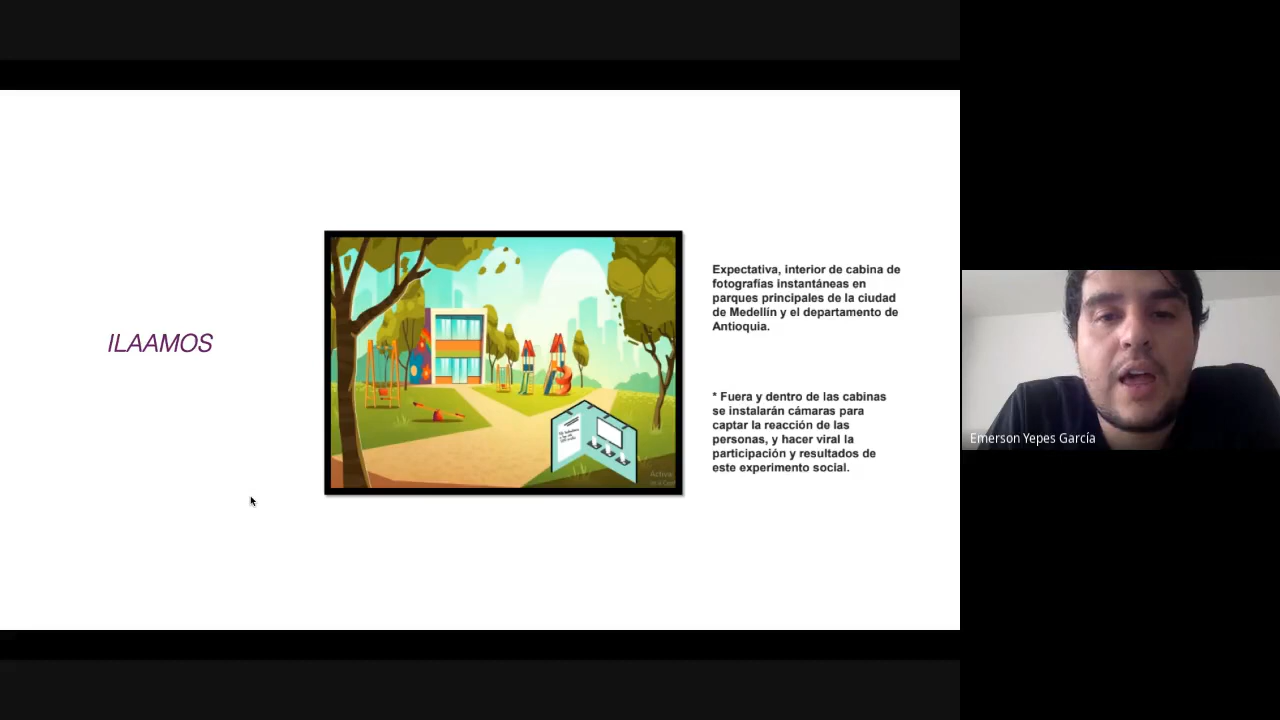 ILAAMOS
Expectativa, interior de cabina de
fotografías instantáneas en
parques principales de la ciudad
de Medellín y el departamento de
Antioquia.
* Fuera y dentro de las cabinas
se instalarán cámaras para
captar la reacción de las
personas, y hacer viral la
participación y resultados de
este experimento social.
Activa
Emerson Yepes García